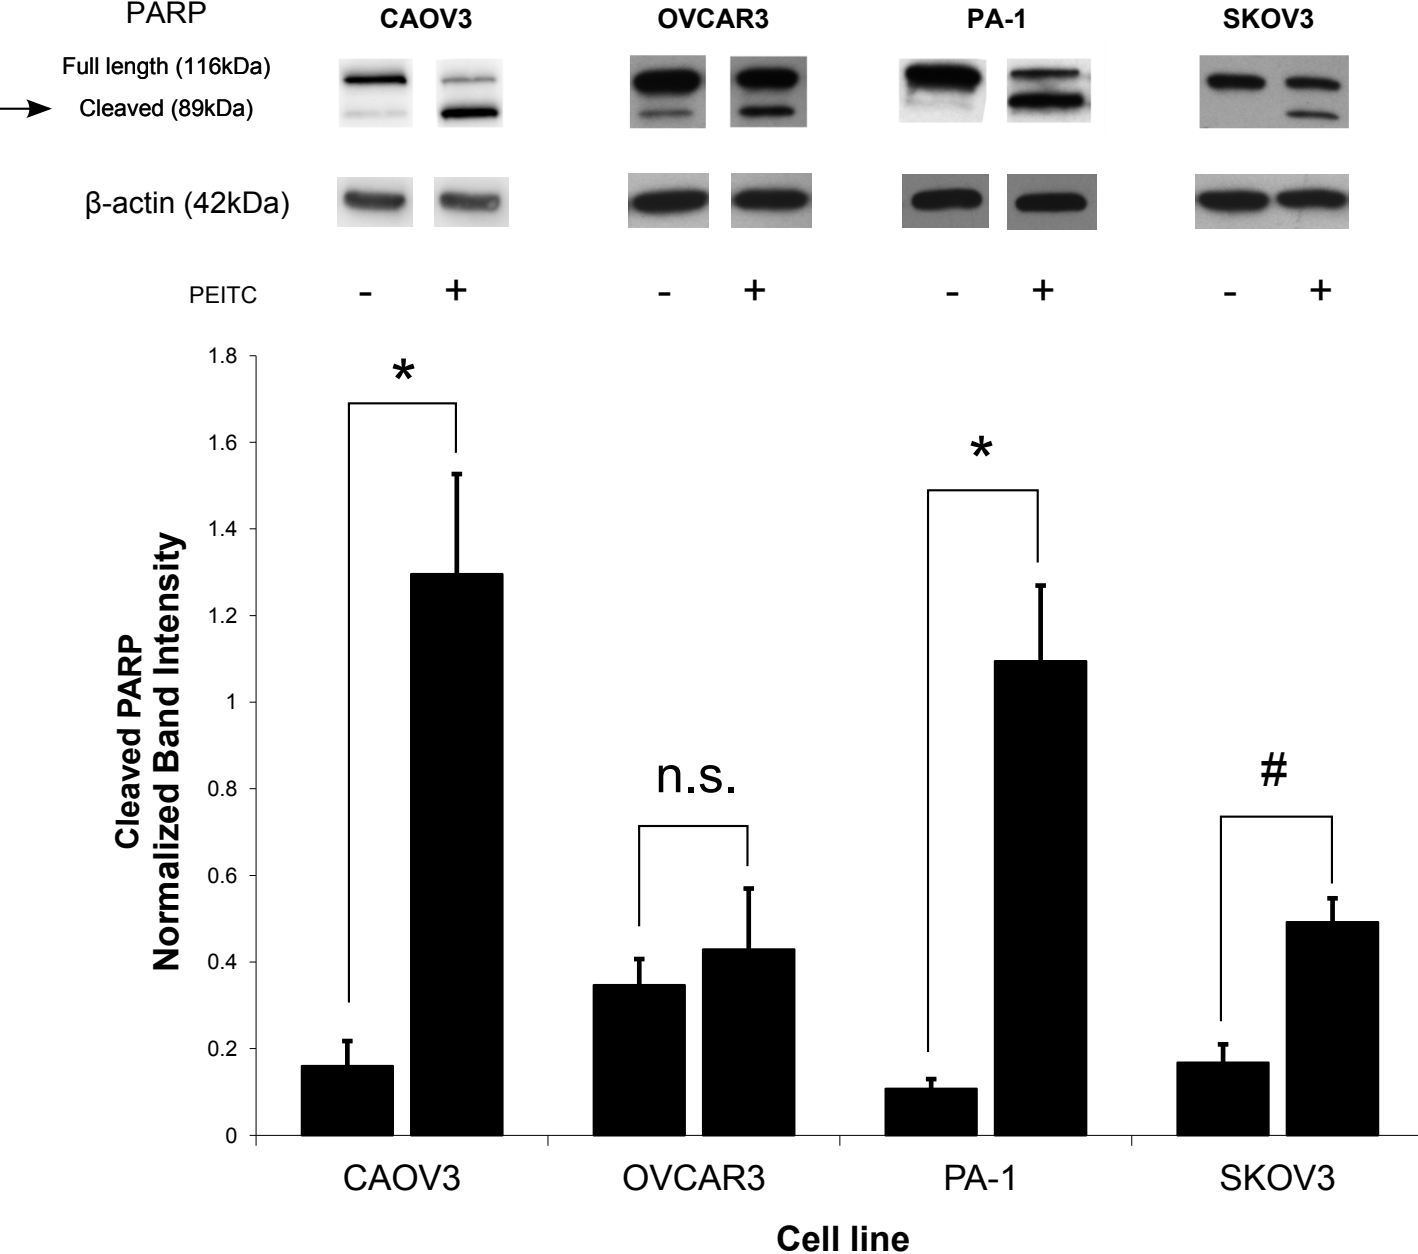 PARP CAOV3 OVCAR3 PA-1 SKOV3
Full length (116kDa)
Cleaved (89kDa)
β-actin (42kDa)
PEITC - + - + - + - +
1.8
*
1.6
*
1.4
1.2
1
0.8
n.s.
#
0.6
0.4
0.2
0
Cleaved PARP
Normalized Band Intensity
CAOV3 OVCAR3 PA-1 SKOV3
Cell line